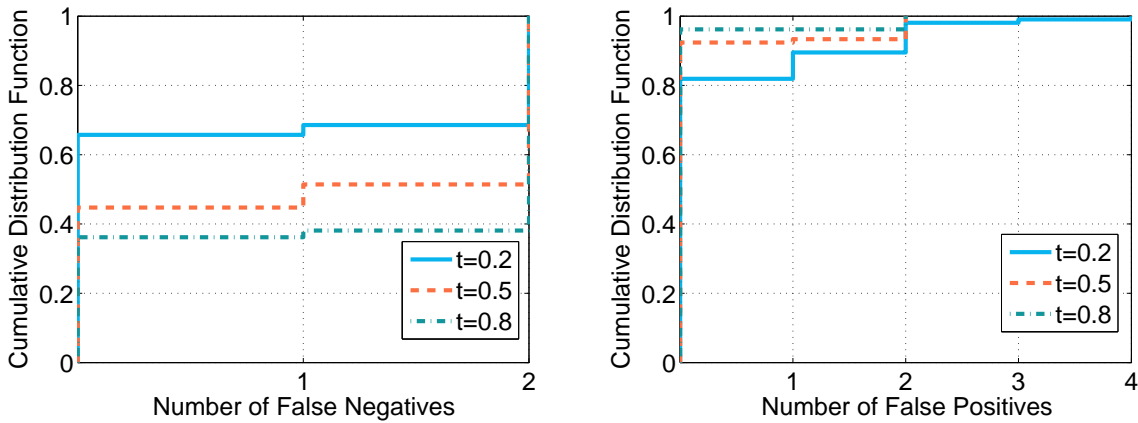 Cumulative Distribution Function
1
0.8
0.6
0.4
0.2
0
1
2
Number of False Negatives
t=0.2
t=0.5
t=0.8
Cumulative Distribution Function
1
0.8
0.6
0.4
0.2
0
1
2
3
4
Number of False Positives
t=0.2
t=0.5
t=0.8